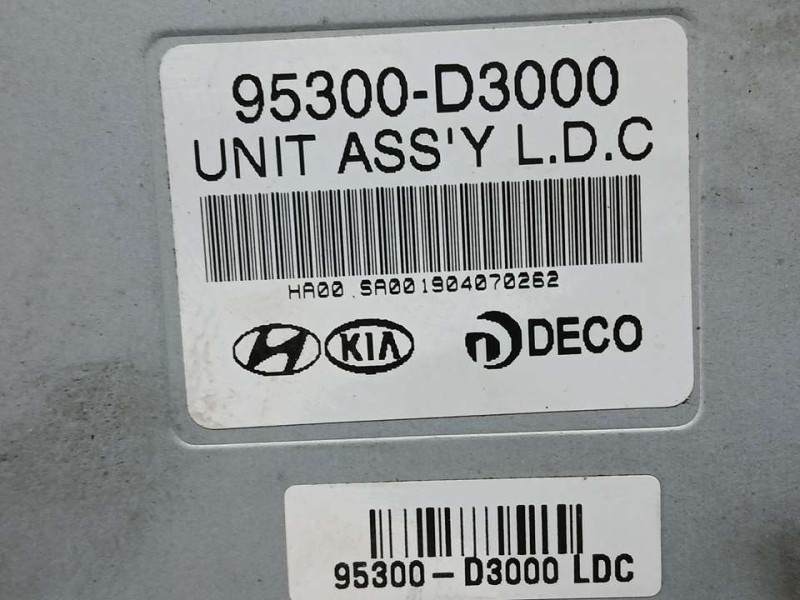 95300-D3000
UNIT ASS'Y L.D.C
HA00 SA001904070262
H KIA DECO
95300-D3000 LDC